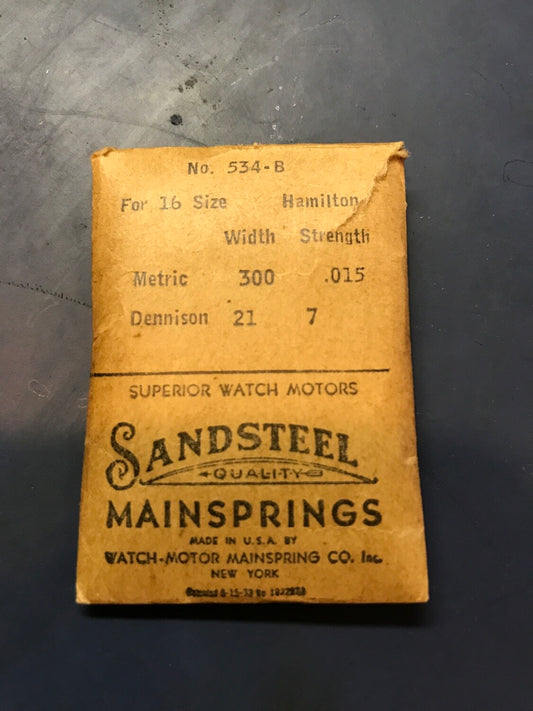 No. 534-B
For 16 Size Hamilton
Width Strength
Metric 300 .015
Dennison 21 7
SUPERIOR WATCH MOTORS
SANDSTEEL
QUALITY
MAINSPRINGS
MADE IN U.S.A. BY
WATCH-MOTOR MAINSPRING CO. Inc.
NEW YORK